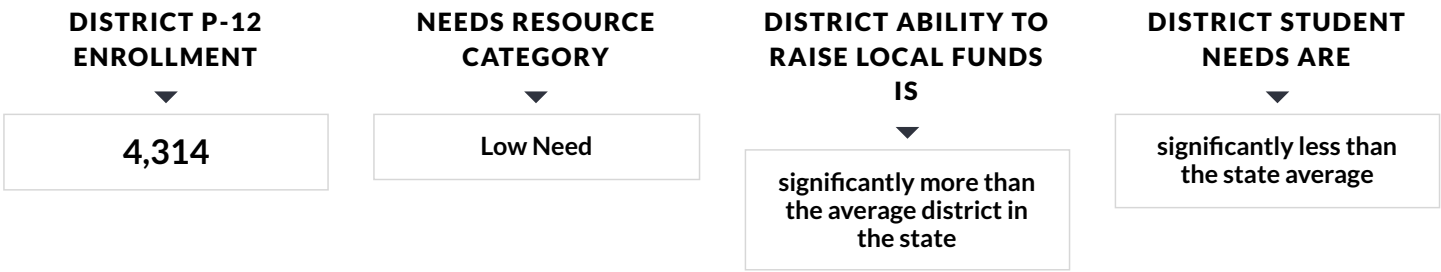 DISTRICT P-12
ENROLLMENT
4,314
NEEDS RESOURCE
CATEGORY
Low Need
DISTRICT ABILITY TO
RAISE LOCAL FUNDS
IS
significantly more than
the average district in
the state
DISTRICT STUDENT
NEEDS ARE
significantly less than
the state average